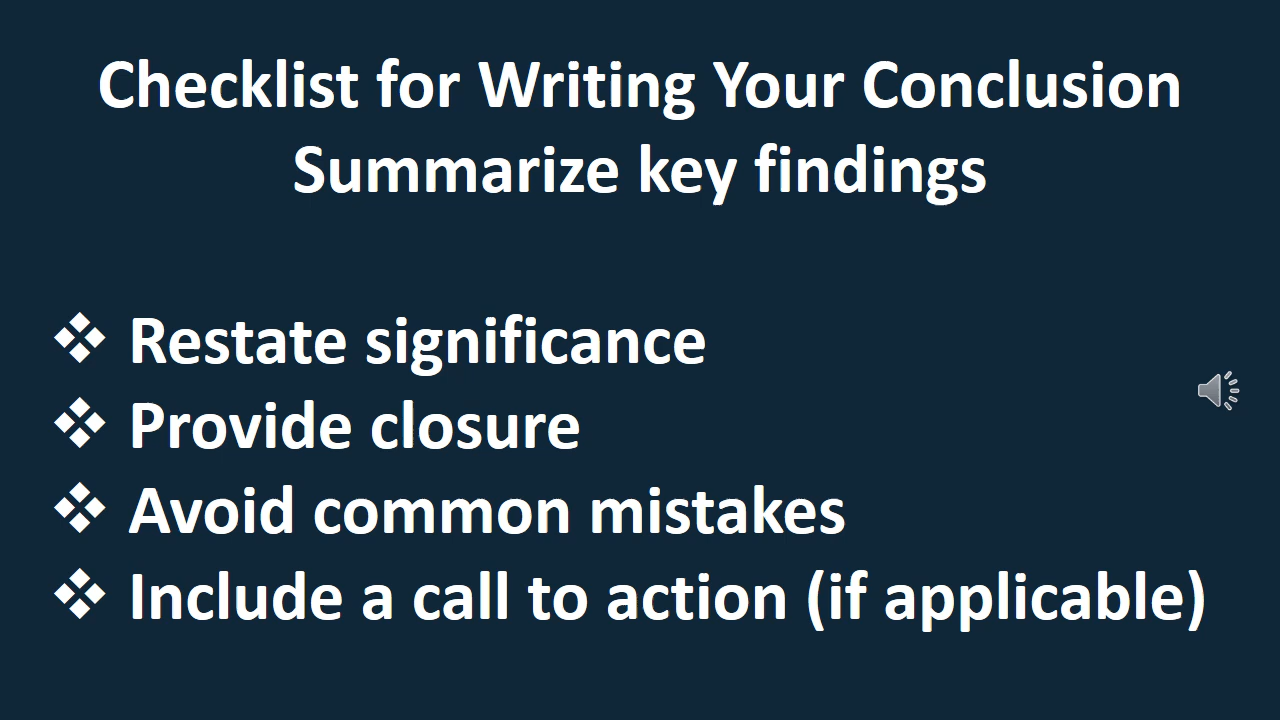 Checklist for Writing Your Conclusion
Summarize key findings
❖ Restate significance
❖ Provide closure
❖ Avoid common mistakes
❖ Include a call to action (if applicable)